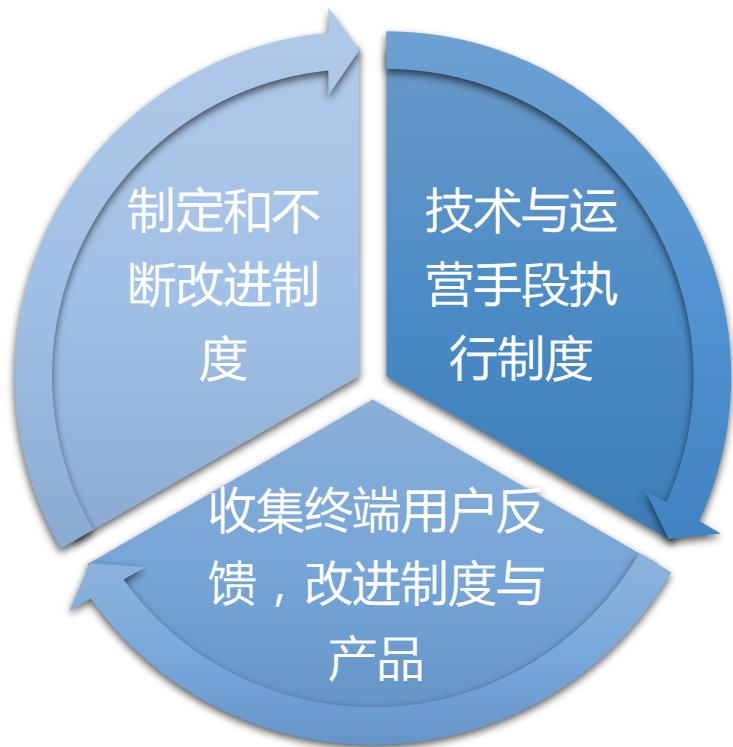 制定和不
断改进制
度
技术与运
营手段执
行制度
收集终端用户反
馈，改进制度与
产品